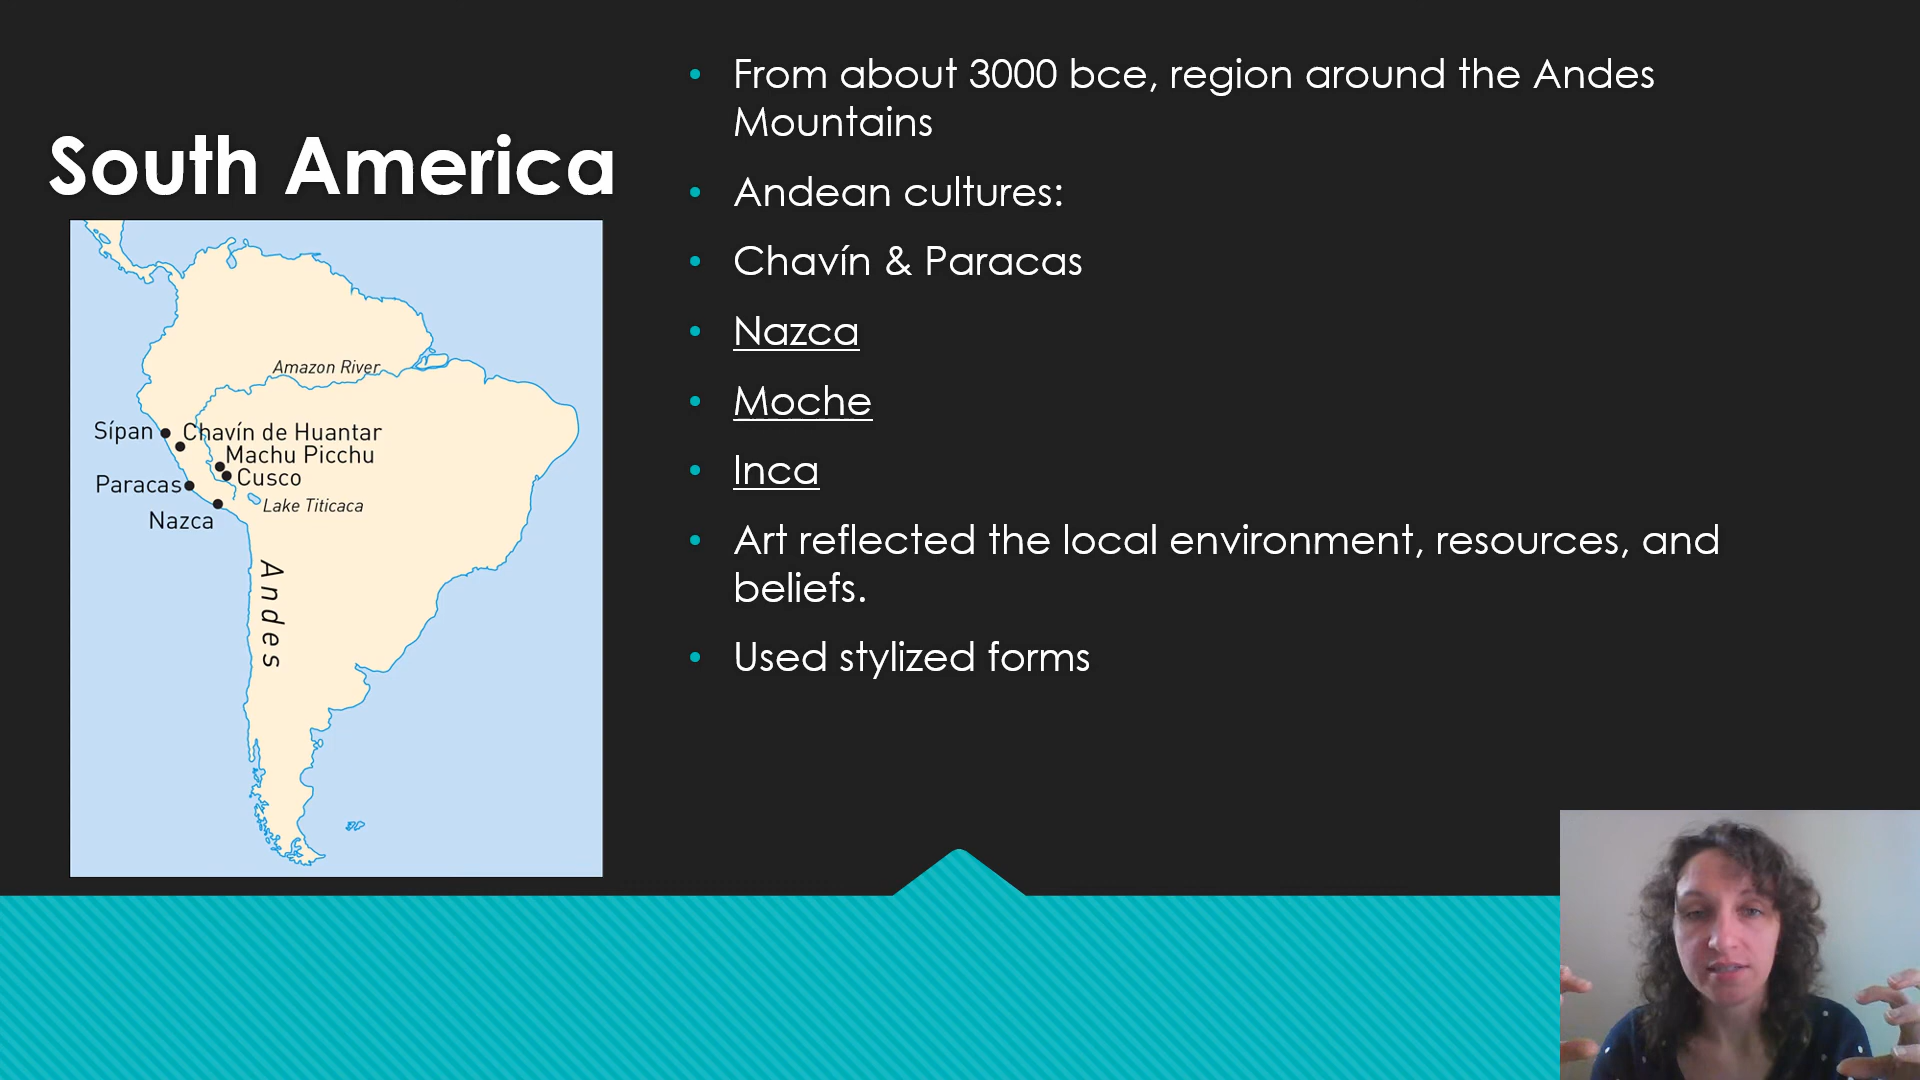 South America
Amazon River
Sípan
Chavín de Huantar
Machu Picchu
Cusco
Paracas
Lake Titicaca
Nazca
Andes
• From about 3000 bce, region around the Andes
Mountains
• Andean cultures:
• Chavín & Paracas
• Nazca
• Moche
• Inca
• Art reflected the local environment, resources, and
beliefs.
• Used stylized forms